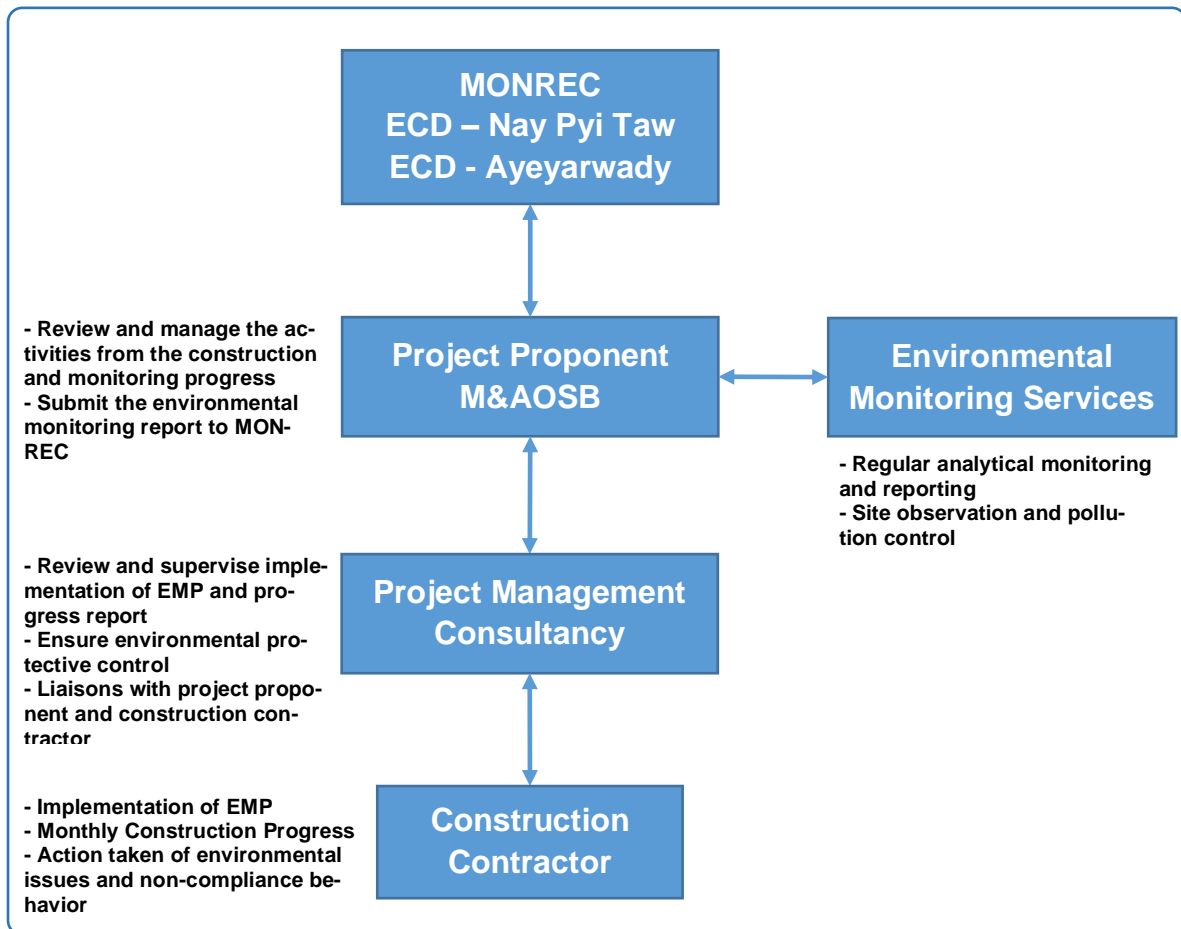 MONREC
ECD – Nay Pyi Taw
ECD - Ayeyarwady
- Review and manage the ac-
tivities from the construction
and monitoring progress
- Submit the environmental
monitoring report to MON-
REC
Project Proponent
M&AOSB
Environmental
Monitoring Services
- Regular analytical monitoring
and reporting
- Site observation and pollu-
tion control
- Review and supervise imple-
mentation of EMP and pro-
gress report
- Ensure environmental pro-
tective control
- Liaisons with project propo-
nent and construction con-
tractor
Project Management
Consultancy
- Implementation of EMP
- Monthly Construction Progress
- Action taken of environmental
issues and non-compliance be-
havior
Construction
Contractor